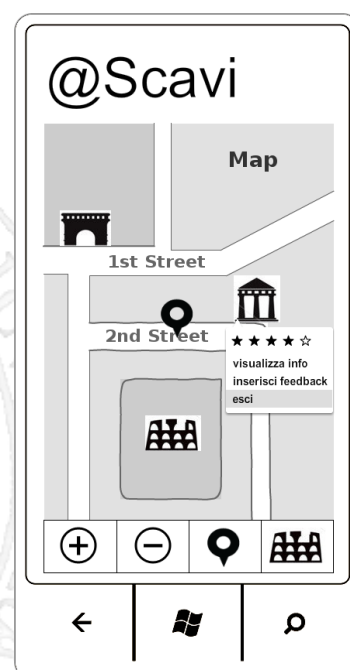 @Scavi
Map
1st Street
2nd Street
★ ★ ★ ★ ☆
visualizza info
inserisci feedback
esci